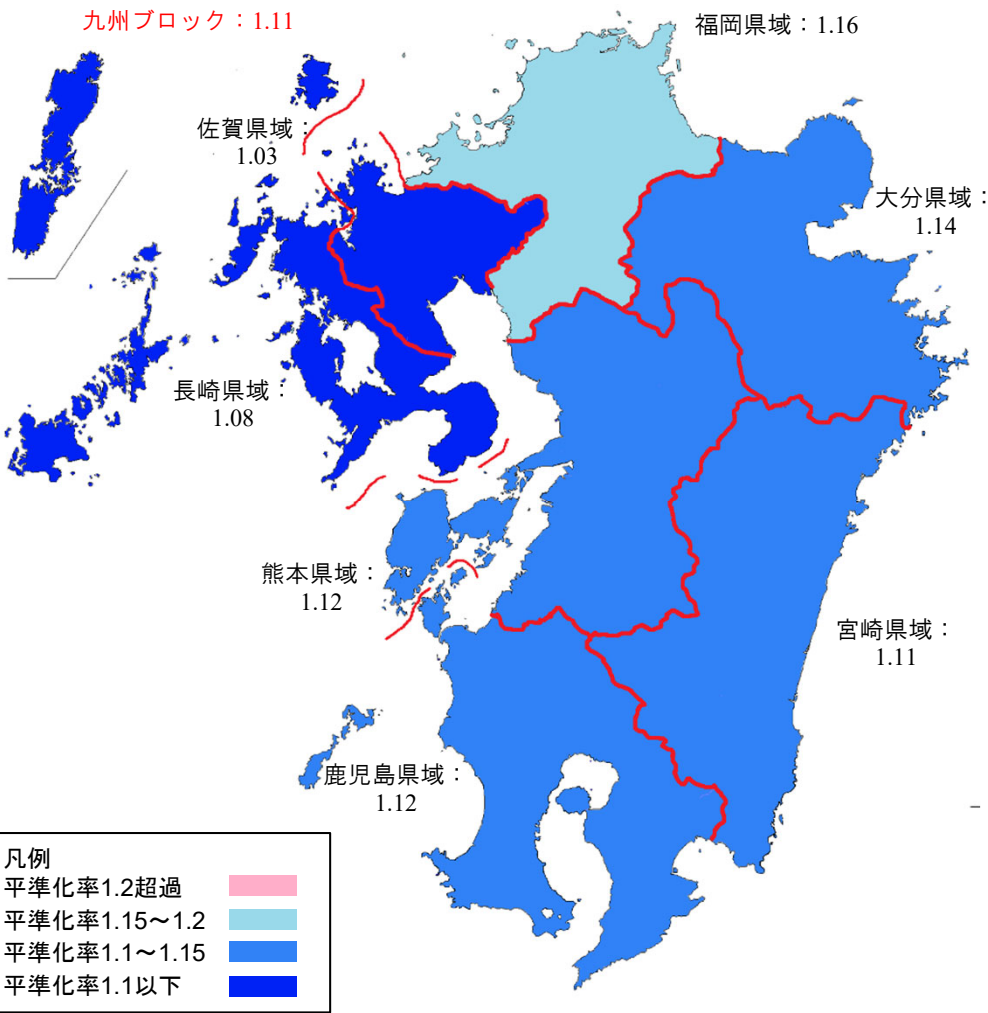 九州ブロック：1.11
福岡県域：1.16
佐賀県域：
1.03
大分県域：
1.14
長崎県域：
1.08
熊本県域：
1.12
宮崎県域：
1.11
鹿児島県域：
1.12
凡例
平準化率1.2超過
平準化率1.15～1.2
平準化率1.1～1.15
平準化率1.1以下